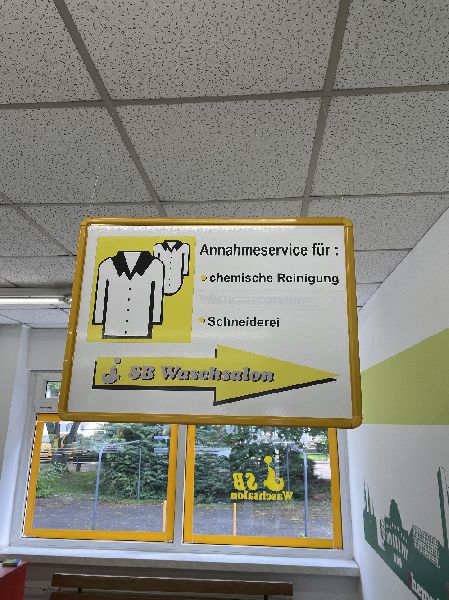 Annahmeservice für :
chemische Reinigung
Schneiderei
SB Waschsalon
SB
Waschsalon